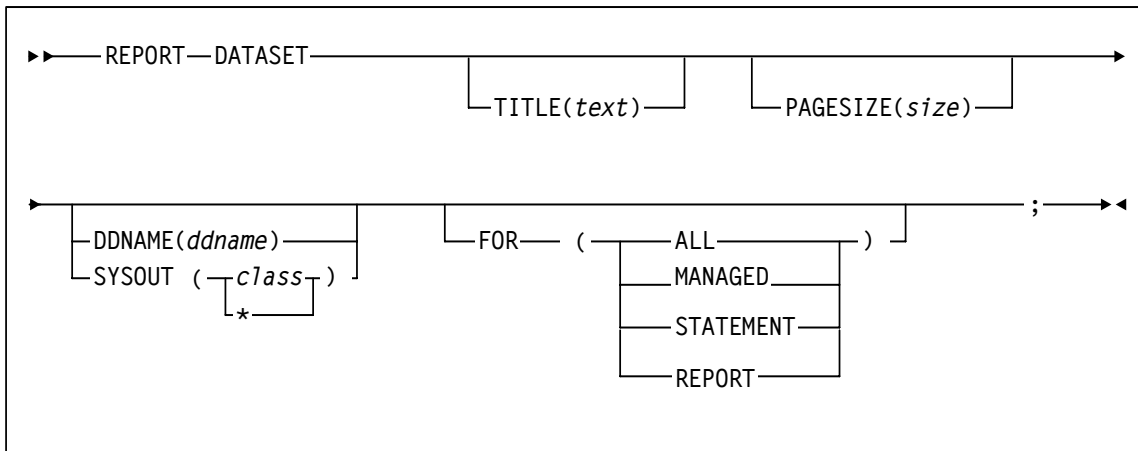 REPORT DATASET
TITLE(text) PAGESIZE(size)
;
DDNAME(ddname) FOR ( ALL )
SYSOUT ( class ) MANAGED
*
STATEMENT
REPORT